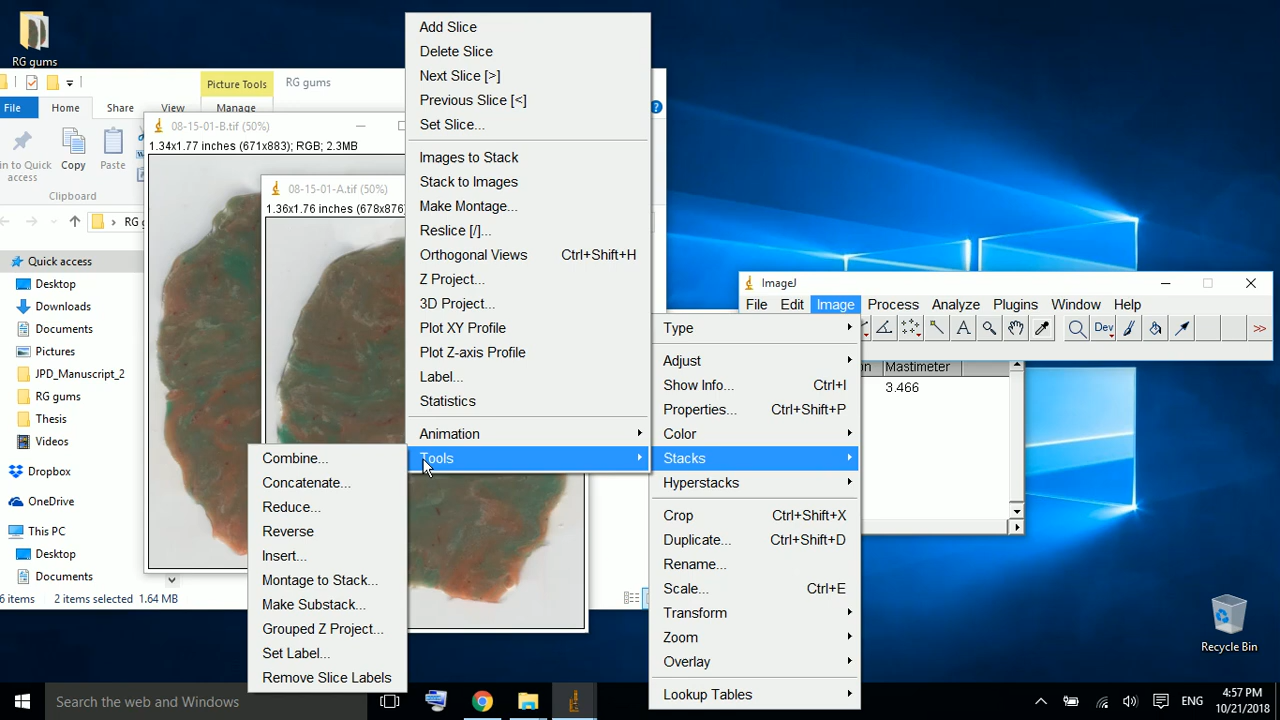 RG gums
Picture Tools
RG gums
File
Home
Share
View
Manage
in to Quick
access
Copy
Paste
Clipboard
RG g
Quick access
Desktop
Downloads
Documents
Pictures
JPD_Manuscript_2
RG gums
Thesis
Videos
Dropbox
OneDrive
This PC
Desktop
Documents
6 items
2 items selected
1.64 MB
08-15-01-B.tif (50%)
1.34x1.77 inches (671x883); RGB; 2.3MB
08-15-01-A.tif (50%)
1.36x1.76 inches (678x876)
Add Slice
Delete Slice
Next Slice [>]
Previous Slice [<]
Set Slice...
Images to Stack
Stack to Images
Make Montage...
Reslice [/]...
Orthogonal Views Ctrl+Shift+H
Z Project...
3D Project...
Plot XY Profile
Plot Z-axis Profile
Label...
Statistics
Animation
Tools
Combine...
Concatenate...
Reduce...
Reverse
Insert...
Montage to Stack...
Make Substack...
Grouped Z Project...
Set Label...
Remove Slice Labels
ImageJ
File Edit Image Process Analyze Plugins Window Help
Dev
>>
Type
Adjust
Show Info... Ctrl+I
Properties... Ctrl+Shift+P
Color
Stacks
Hyperstacks
Crop Ctrl+Shift+X
Duplicate... Ctrl+Shift+D
Rename...
Scale... Ctrl+E
Transform
Zoom
Overlay
Lookup Tables
on Mastimeter
3.466
Recycle Bin
Search the web and Windows
ENG
4:57 PM
10/21/2018